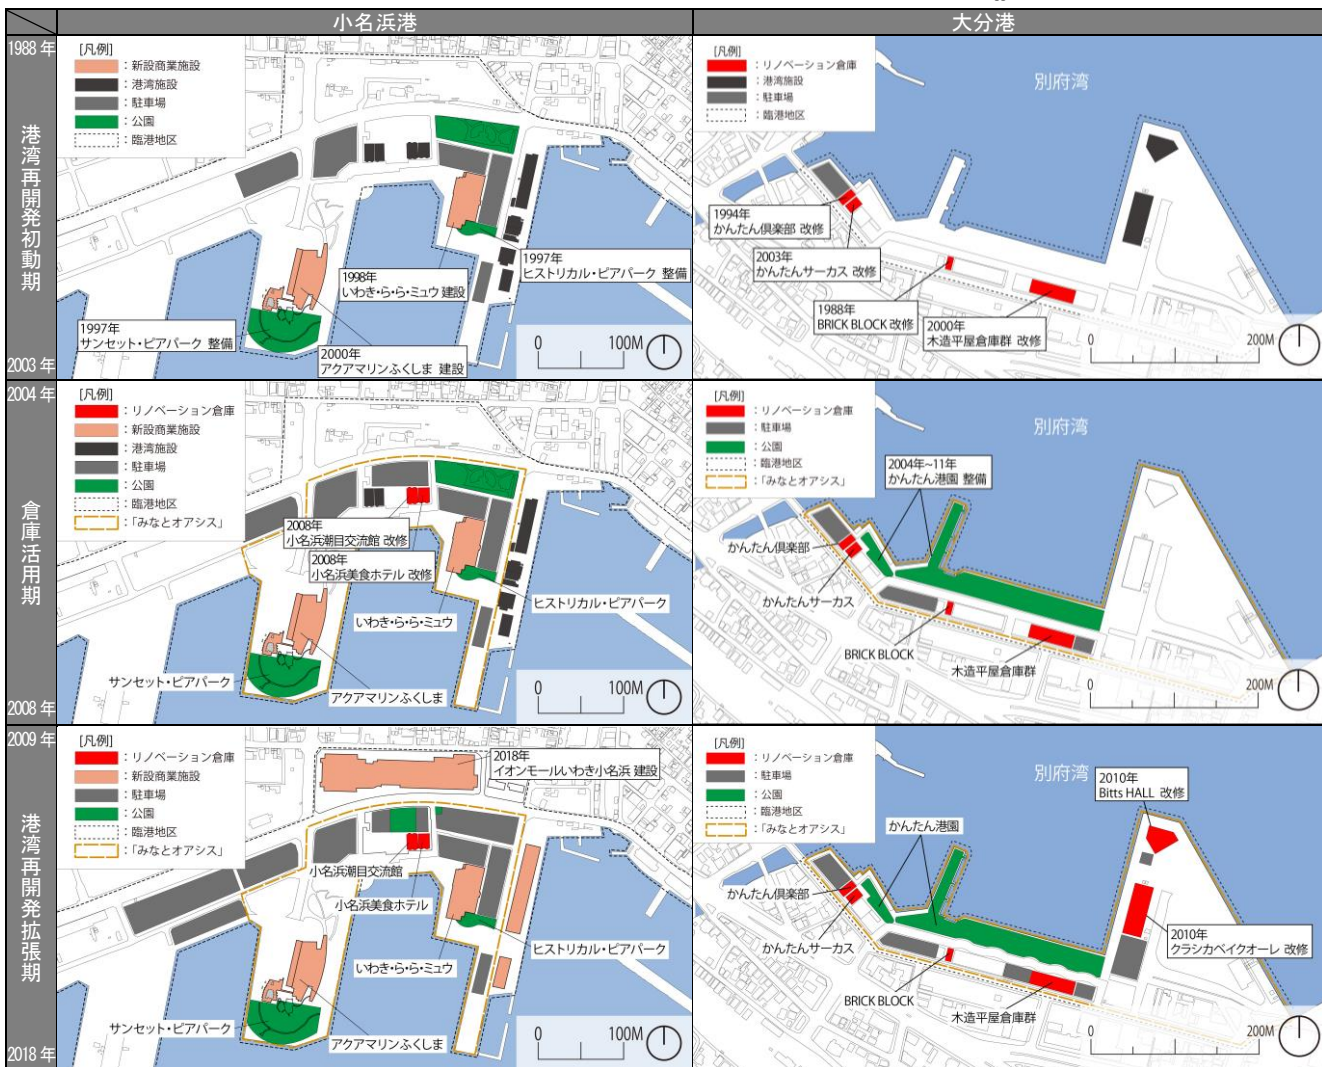 小名浜港
大分港
1988 年
港湾再開発初動期
2003 年
[凡例]
：新設商業施設
：港湾施設
：駐車場
：公園
：臨港地区
1997年
ヒストリカル・ピアパーク 整備
1998年
いわき・ら・ら・ミュウ 建設
1997年
サンセット・ピアパーク 整備
2000年
アクアマリンふくしま 建設
0
100M
[凡例]
：リノベーション倉庫
：港湾施設
：駐車場
：臨港地区
別府湾
1994年
かんたん倶楽部 改修
2003年
かんたんサーカス 改修
1988年
BRICK BLOCK 改修
2000年
木造平屋倉庫群 改修
0
200M
2004 年
倉庫活用期
2008 年
[凡例]
：リノベーション倉庫
：新設商業施設
：港湾施設
：駐車場
：公園
：臨港地区
：「みなとオアシス」
2008年
小名浜潮目交流館 改修
2008年
小名浜美食ホテル 改修
ヒストリカル・ピアパーク
いわき・ら・ら・ミュウ
サンセット・ピアパーク
アクアマリンふくしま
0
100M
[凡例]
：リノベーション倉庫
：駐車場
：公園
：臨港地区
：「みなとオアシス」
別府湾
2004年~11年
かんたん港園 整備
かんたん倶楽部
かんたんサーカス
BRICK BLOCK
木造平屋倉庫群
0
200M
2009 年
港湾再開発拡張期
2018 年
[凡例]
：リノベーション倉庫
：新設商業施設
：駐車場
：公園
：臨港地区
：「みなとオアシス」
2018年
イオンモールいわき小名浜 建設
小名浜潮目交流館
小名浜美食ホテル
ヒストリカル・ピアパーク
いわき・ら・ら・ミュウ
サンセット・ピアパーク
アクアマリンふくしま
0
100M
[凡例]
：リノベーション倉庫
：駐車場
：公園
：臨港地区
：「みなとオアシス」
別府湾
2010年
Bitts HALL 改修
かんたん港園
かんたん倶楽部
かんたんサーカス
2010年
クラシカベイクオーレ 改修
BRICK BLOCK
木造平屋倉庫群
0
200M